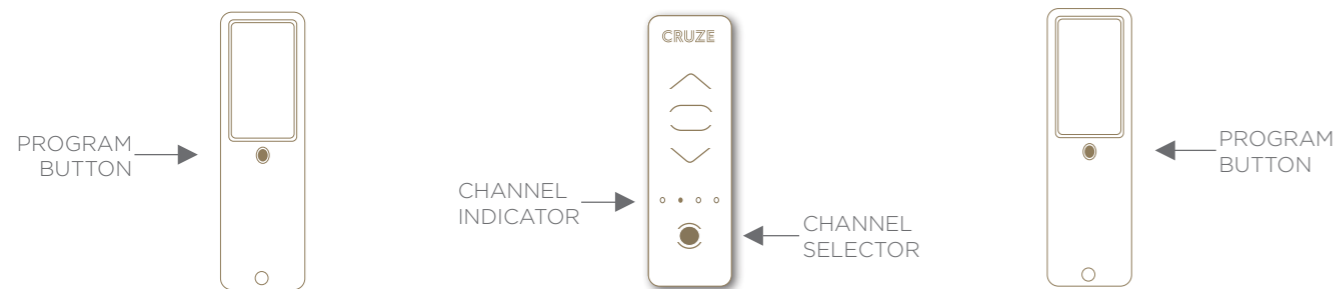 PROGRAM
BUTTON
CRUZE
CHANNEL
INDICATOR
CHANNEL
SELECTOR
PROGRAM
BUTTON